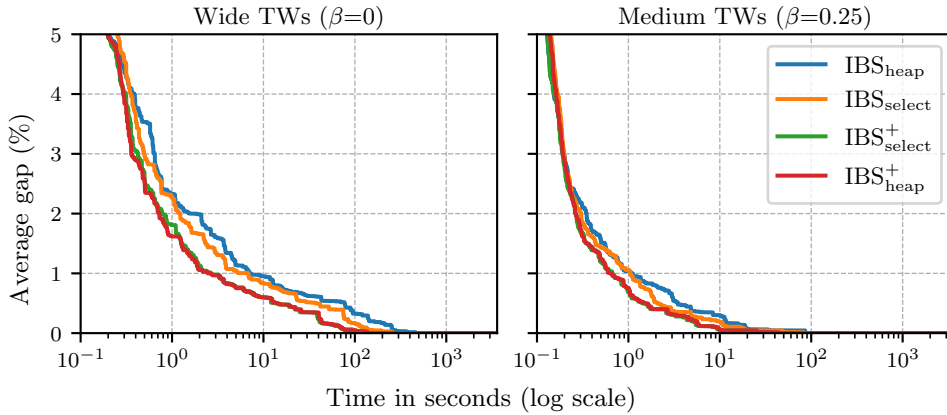 Wide TWs (β=0)
Medium TWs (β=0.25)
Average gap (%)
5
4
3
2
1
0
10⁻¹ 10⁰ 10¹ 10² 10³
10⁻¹ 10⁰ 10¹ 10² 10³
IBS_heap
IBS_select
IBS⁺_select
IBS⁺_heap
Time in seconds (log scale)